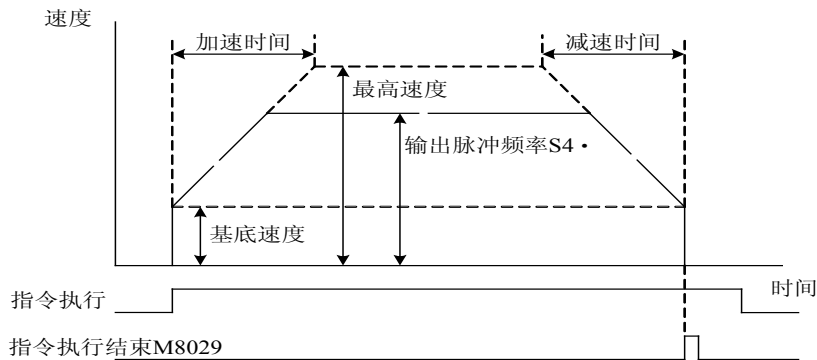 速度
加速时间
减速时间
最高速度
输出脉冲频率S4·
基底速度
时间
指令执行
指令执行结束M8029